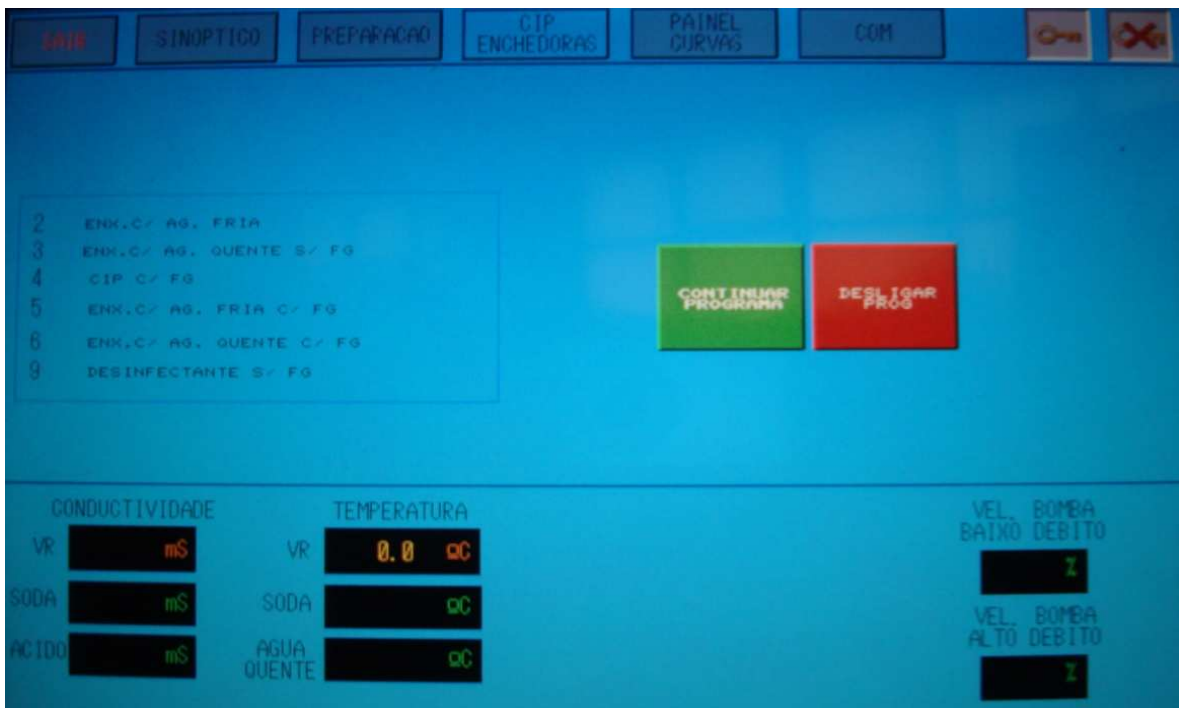 SAIR
SINOPTICO
PREPARACAO
CIP
ENCHEDORAS
PAINEL
CURVAS
COM
2 ENX.C/ AG. FRIA
3 ENX.C/ AG. QUENTE S/ FG
4 CIP C/ FG
5 ENX.C/ AG. FRIA C/ FG
6 ENX.C/ AG. QUENTE C/ FG
9 DESINFECTANTE S/ FG
CONTINUAR
PROGRAMA
DESLIGAR
PROG
CONDUCTIVIDADE
VR mS
SODA mS
ACIDO mS
TEMPERATURA
VR 0.0 ºC
SODA ºC
AGUA
QUENTE ºC
VEL. BOMBA
BAIXO DEBITO
%
VEL. BOMBA
ALTO DEBITO
%